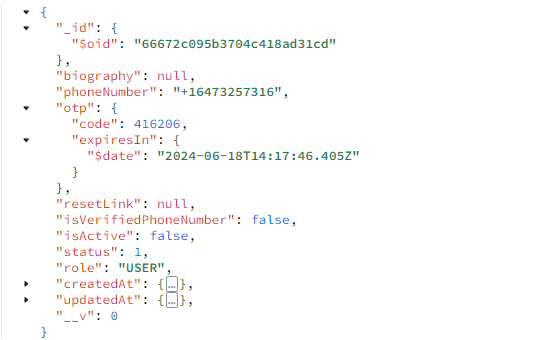 {
"_id": {
"$oid": "66672c095b3704c418ad31cd"
},
"biography": null,
"phoneNumber": "+16473257316",
"otp": {
"code": 416206,
"expiresIn": {
"$date": "2024-06-18T14:17:46.405Z"
}
},
"resetLink": null,
"isVerifiedPhoneNumber": false,
"isActive": false,
"status": 1,
"role": "USER",
"createdAt": {…},
"updatedAt": {…},
"__v": 0
}